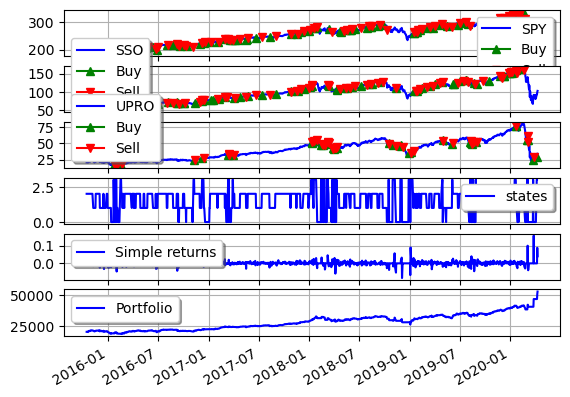 300
200
SPY
Buy
Sell
SSO
Buy
Sell
150
100
50
UPRO
Buy
Sell
75
50
25
2.5
0.0
states
0.1
0.0
Simple returns
50000
25000
Portfolio
2016-01
2016-07
2017-01
2017-07
2018-01
2018-07
2019-01
2019-07
2020-01